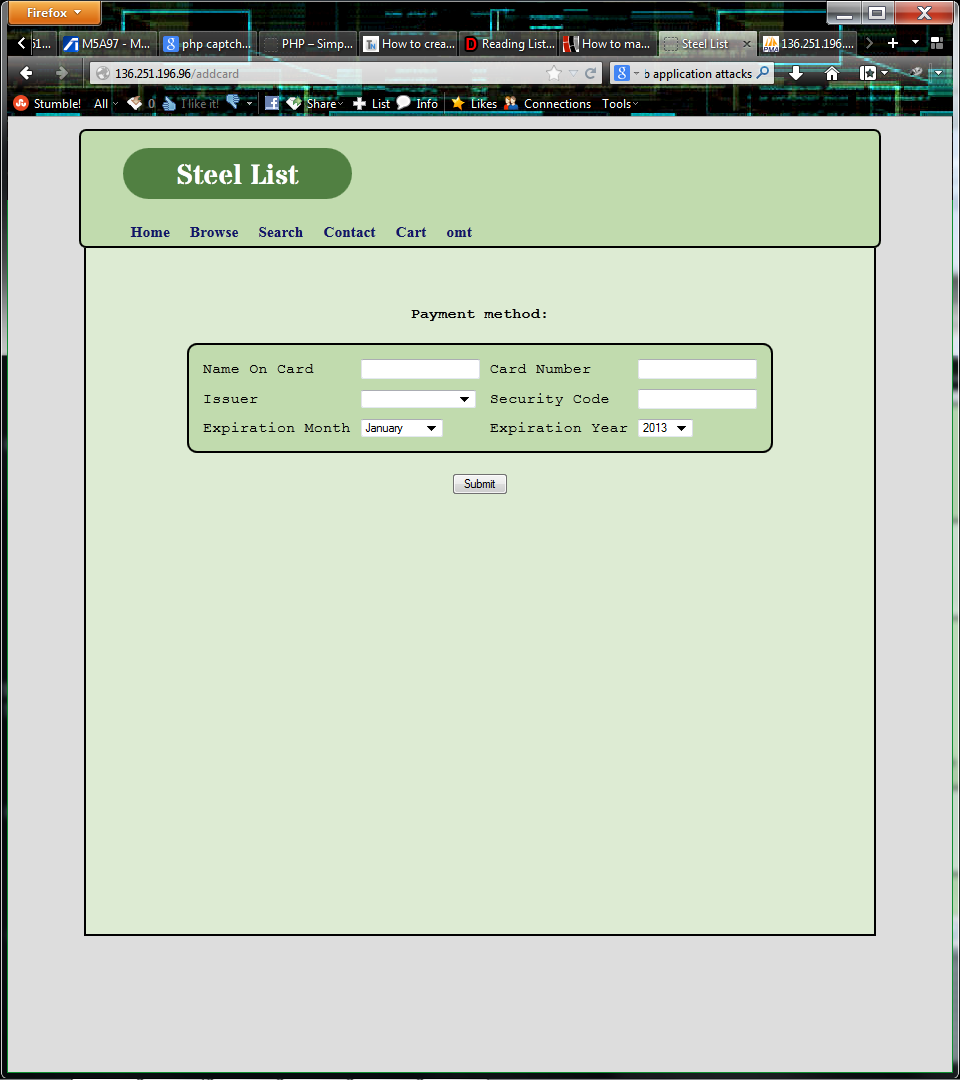 Firefox
51... M5A97 - M... php captch... PHP – Simp... How to crea... Reading List... How to ma... Steel List 136.251.196....
136.251.196.96/addcard b application attacks
Stumble! All 0 I like it! Share List Info Likes Connections Tools
Steel List
Home Browse Search Contact Cart omt
Payment method:
Name On Card Card Number
Issuer Security Code
Expiration Month January Expiration Year 2013
Submit